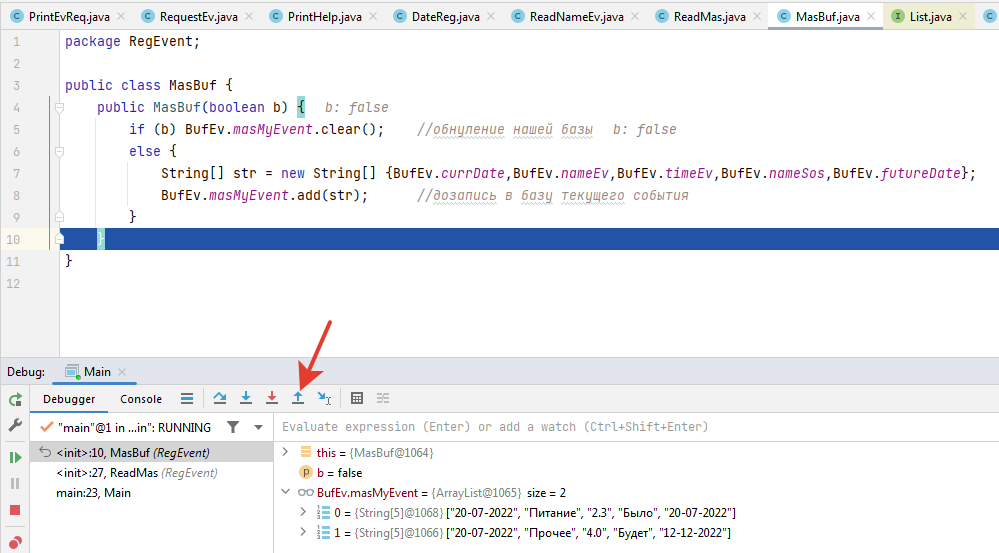 PrintEvReq.java RequestEv.java PrintHelp.java DateReg.java ReadNameEv.java ReadMas.java MasBuf.java List.java
1 package RegEvent;
2
3 public class MasBuf {
4 public MasBuf(boolean b) { b: false
5 if (b) BufEv.masMyEvent.clear(); //обнуление нашей базы b: false
6 else {
7 String[] str = new String[] {BufEv.currDate,BufEv.nameEv,BufEv.timeEv,BufEv.nameSos,BufEv.futureDate};
8 BufEv.masMyEvent.add(str); //дозапись в базу текущего события
9 }
10 }
11 }
12
Debug: Main
Debugger Console
"main"@1 in ...in": RUNNING Evaluate expression (Enter) or add a watch (Ctrl+Shift+Enter)
<init>:10, MasBuf (RegEvent) this = {MasBuf@1064}
<init>:27, ReadMas (RegEvent) b = false
main:23, Main BufEv.masMyEvent = {ArrayList@1065} size = 2
0 = {String[5]@1068} ["20-07-2022", "Питание", "2.3", "Было", "20-07-2022"]
1 = {String[5]@1066} ["20-07-2022", "Прочее", "4.0", "Будет", "12-12-2022"]